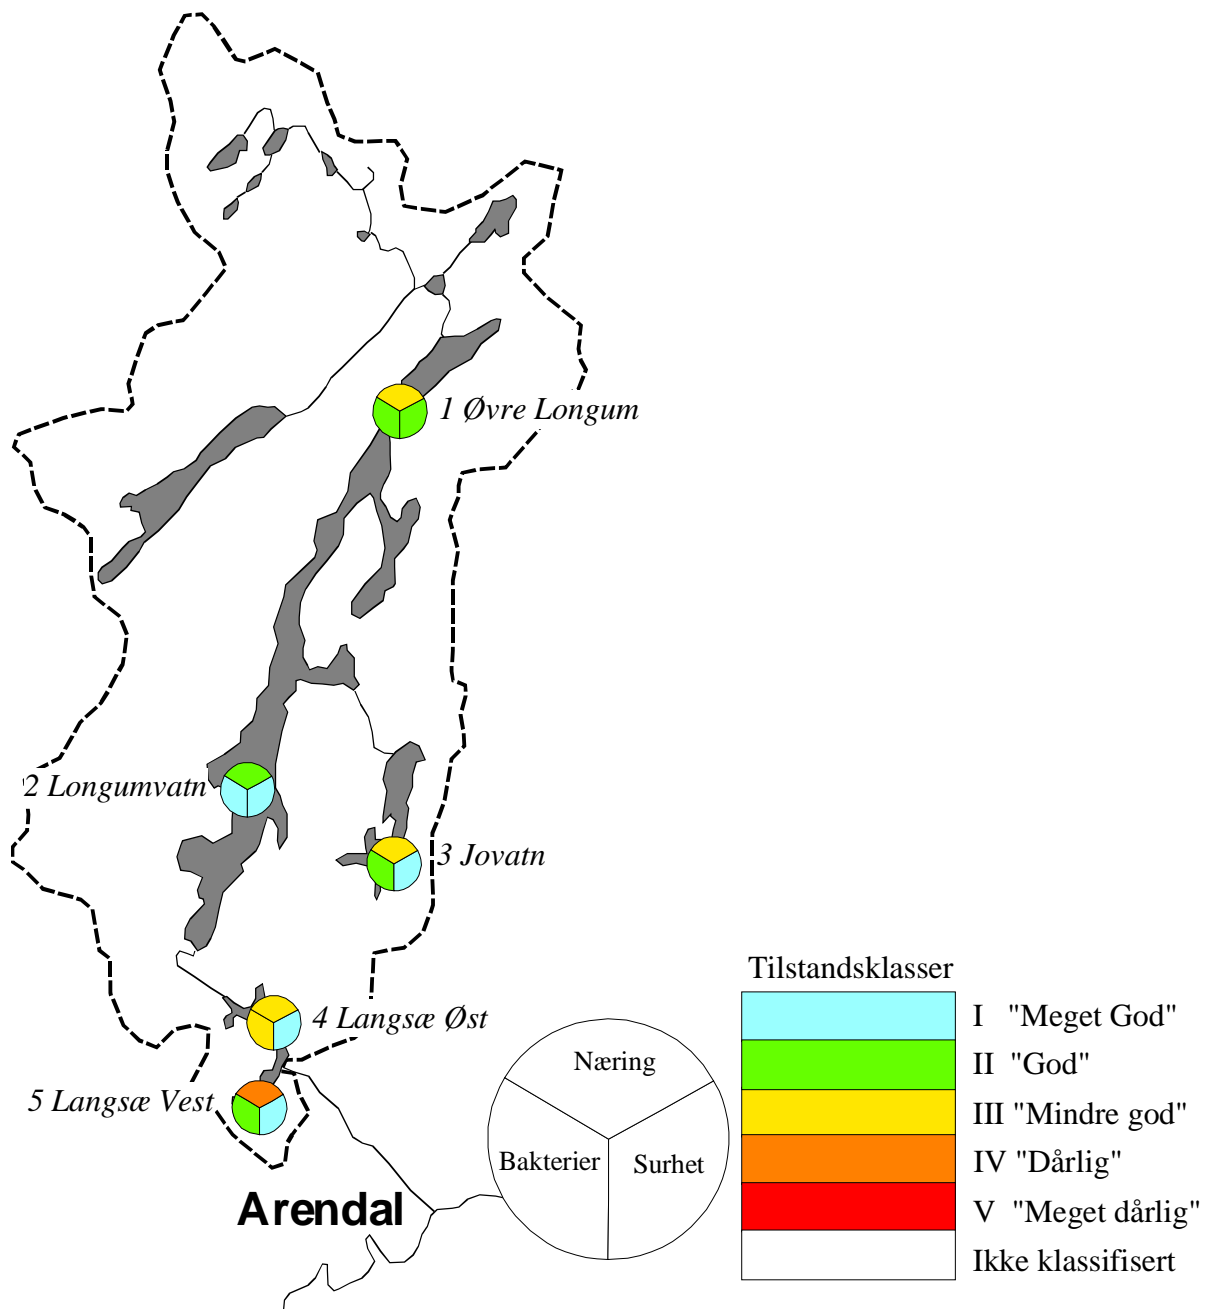 1 Øvre Longum
2 Longumvatn
3 Jovatn
4 Langsæ Øst
5 Langsæ Vest
Arendal
Næring
Bakterier
Surhet
Tilstandsklasser
I "Meget God"
II "God"
III "Mindre god"
IV "Dårlig"
V "Meget dårlig"
Ikke klassifisert